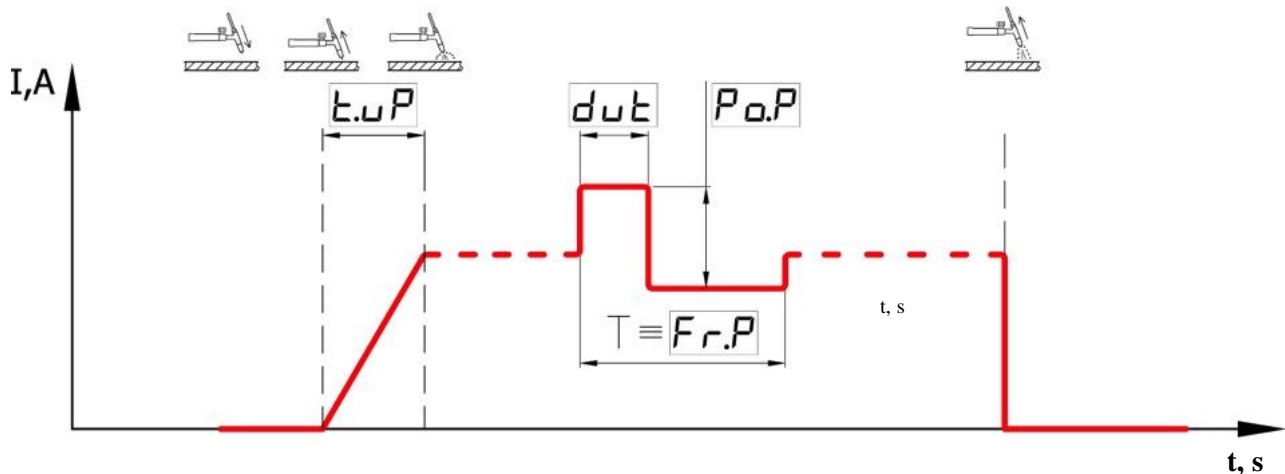 I,A
t.uP
dut
Po.P
t, s
T ≡ Fr.P
t, s